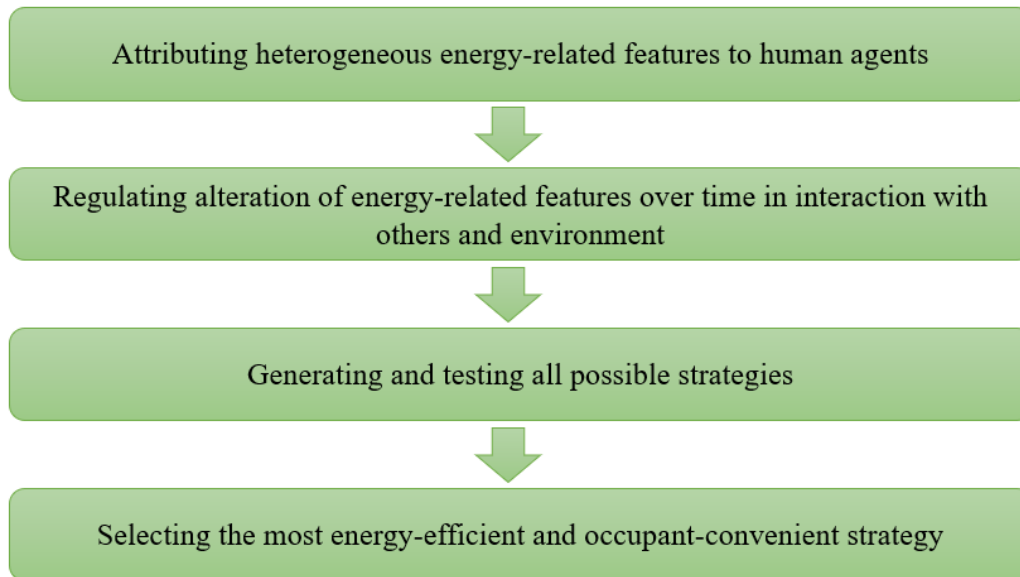 Attributing heterogeneous energy-related features to human agents
Regulating alteration of energy-related features over time in interaction with
others and environment
Generating and testing all possible strategies
Selecting the most energy-efficient and occupant-convenient strategy